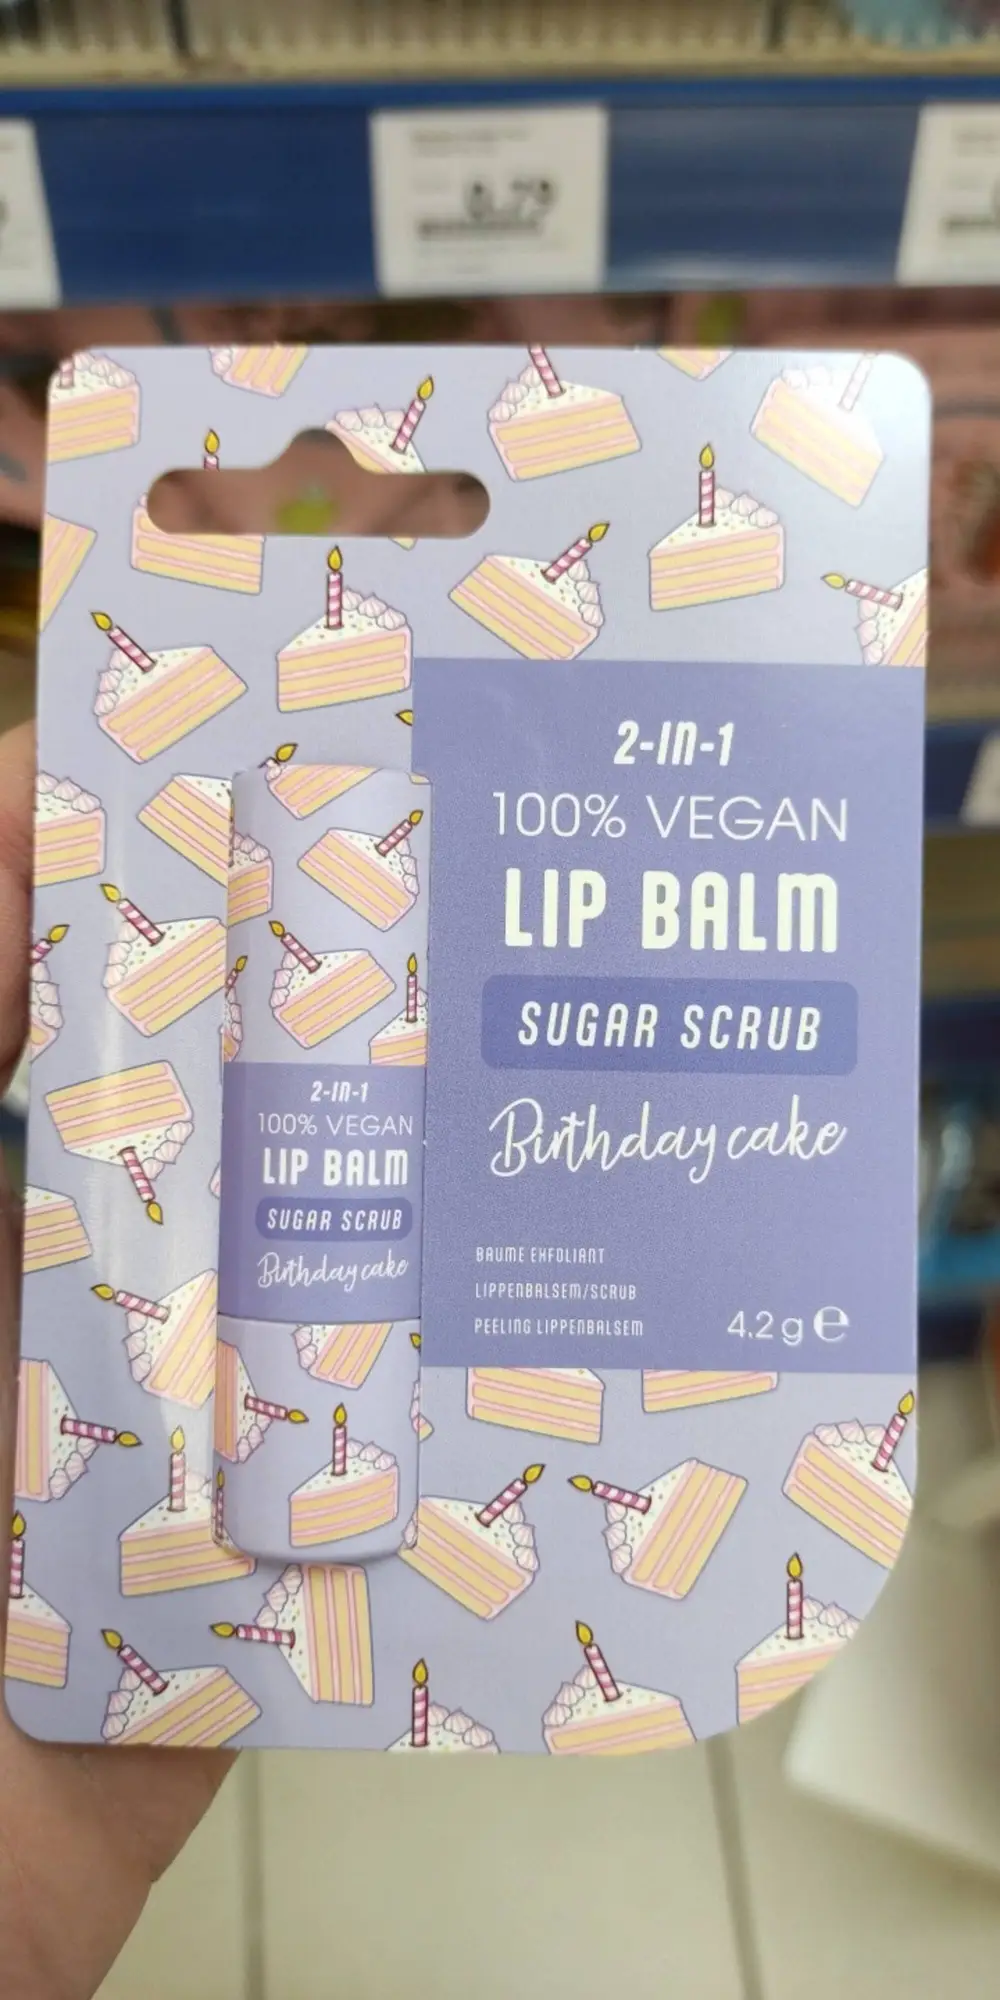 2-IN-1
100% VEGAN
LIP BALM
SUGAR SCRUB
Birthday cake
BAUME EXFOLIANT
LIPPENBALSEM/SCRUB
PEELING LIPPENBALSEM
4.2 g ℮
2-IN-1
100% VEGAN
LIP BALM
SUGAR SCRUB
Birthday cake